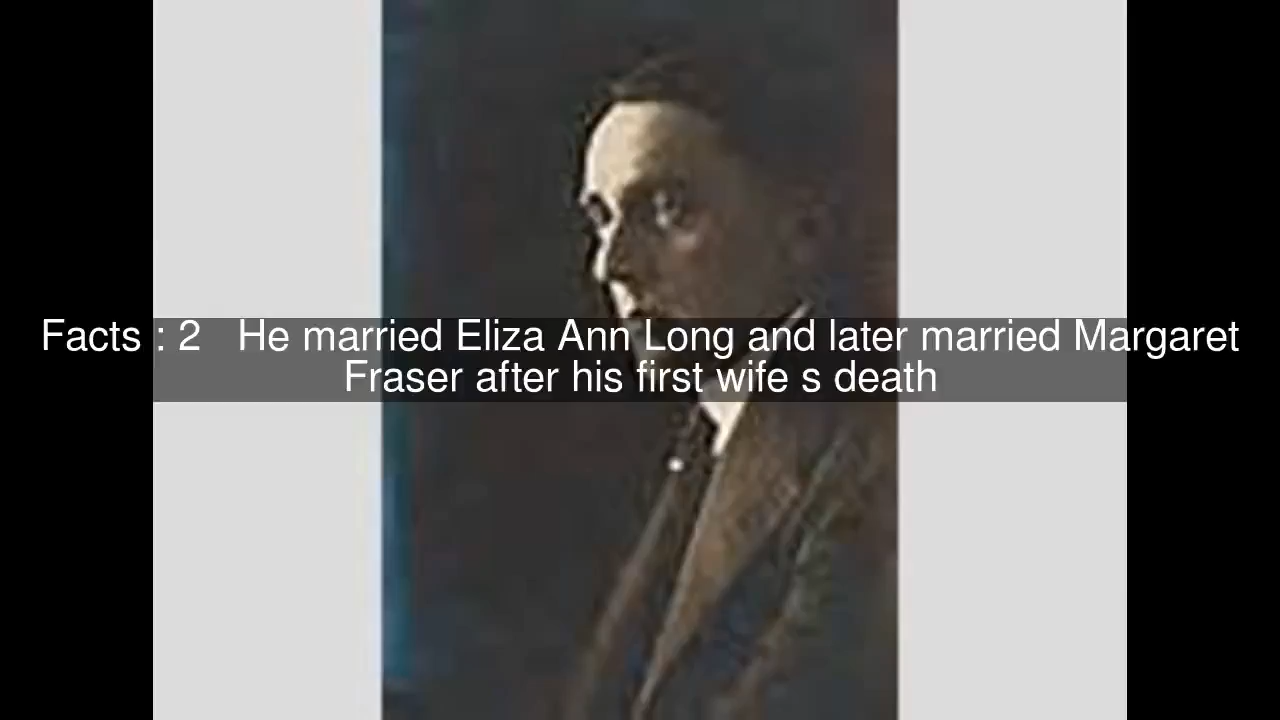 Facts : 2   He married Eliza Ann Long and later married Margaret
Fraser after his first wife s death